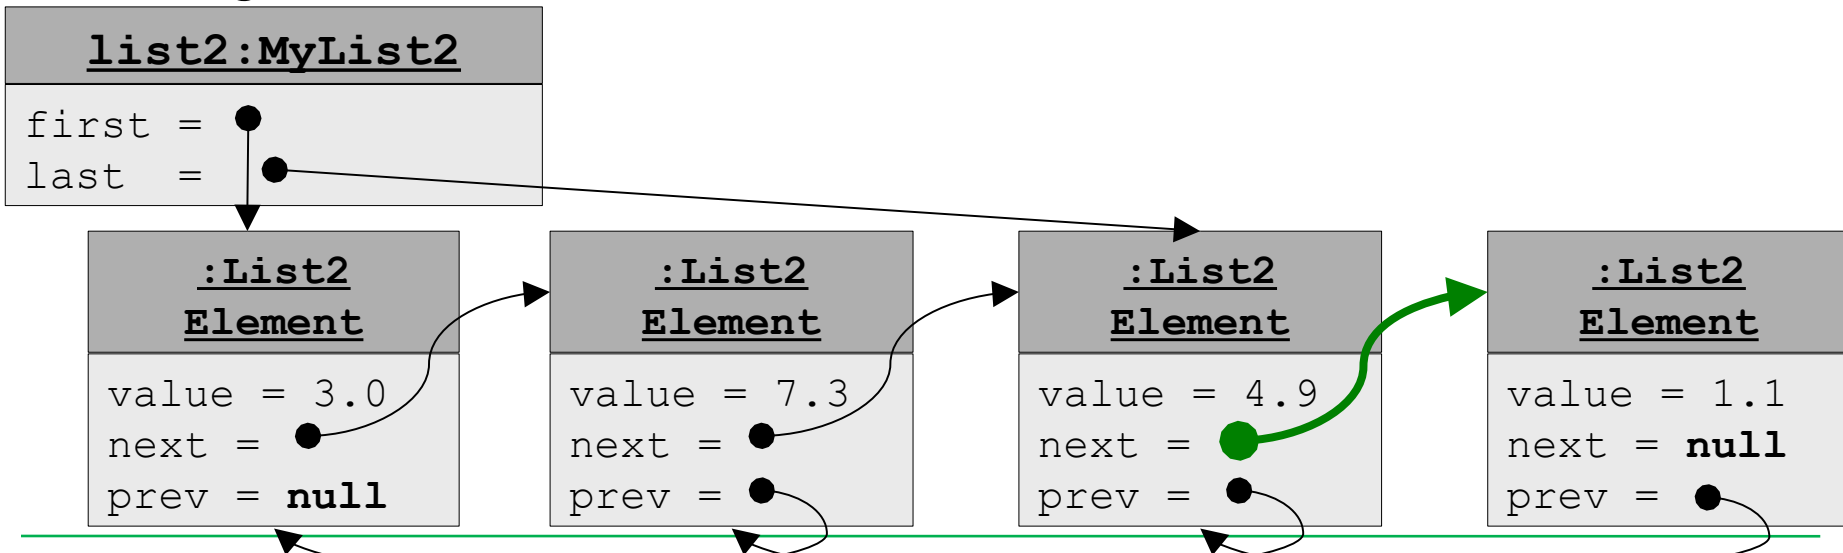 list2:MyList2
first =
last =
:List2
Element
value = 3.0
next =
prev = null
:List2
Element
value = 7.3
next =
prev =
:List2
Element
value = 4.9
next =
prev =
:List2
Element
value = 1.1
next = null
prev =